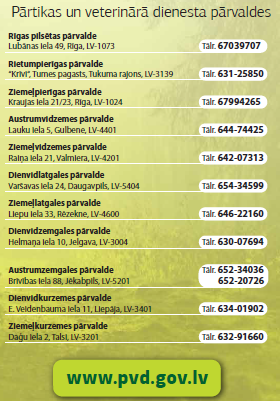 Pārtikas un veterinārā dienesta pārvaldes
Rīgas pilsētas pārvalde
Lubānas iela 49, Rīga, LV-1073 Tālr. 67039707
Rietumpierīgas pārvalde
"Krīvi", Tumes pagasts, Tukuma rajons, LV-3139 Tālr. 631-25850
Ziemeļpierīgas pārvalde
Kraujas iela 21/23, Rīga, LV-1024 Tālr. 67994265
Austrumvidzemes pārvalde
Lauku iela 5, Gulbene, LV-4401 Tālr. 644-74425
Ziemeļvidzemes pārvalde
Raiņa iela 21, Valmiera, LV-4201 Tālr. 642-07313
Dienvidlatgales pārvalde
Varšavas iela 24, Daugavpils, LV-5404 Tālr. 654-34599
Ziemeļlatgales pārvalde
Liepu iela 33, Rēzekne, LV-4600 Tālr. 646-22160
Dienvidzemgales pārvalde
Helmaņa iela 10, Jelgava, LV-3004 Tālr. 630-07694
Austrumzemgales pārvalde Tālr. 652-34036
Brīvības iela 88, Jēkabpils, LV-5201 652-20726
Dienvidkurzemes pārvalde
E. Veidenbauma iela 11, Liepāja, LV-3401 Tālr. 634-01902
Ziemeļkurzemes pārvalde
Dagu iela 2, Talsi, LV-3201 Tālr. 632-91660
www.pvd.gov.lv